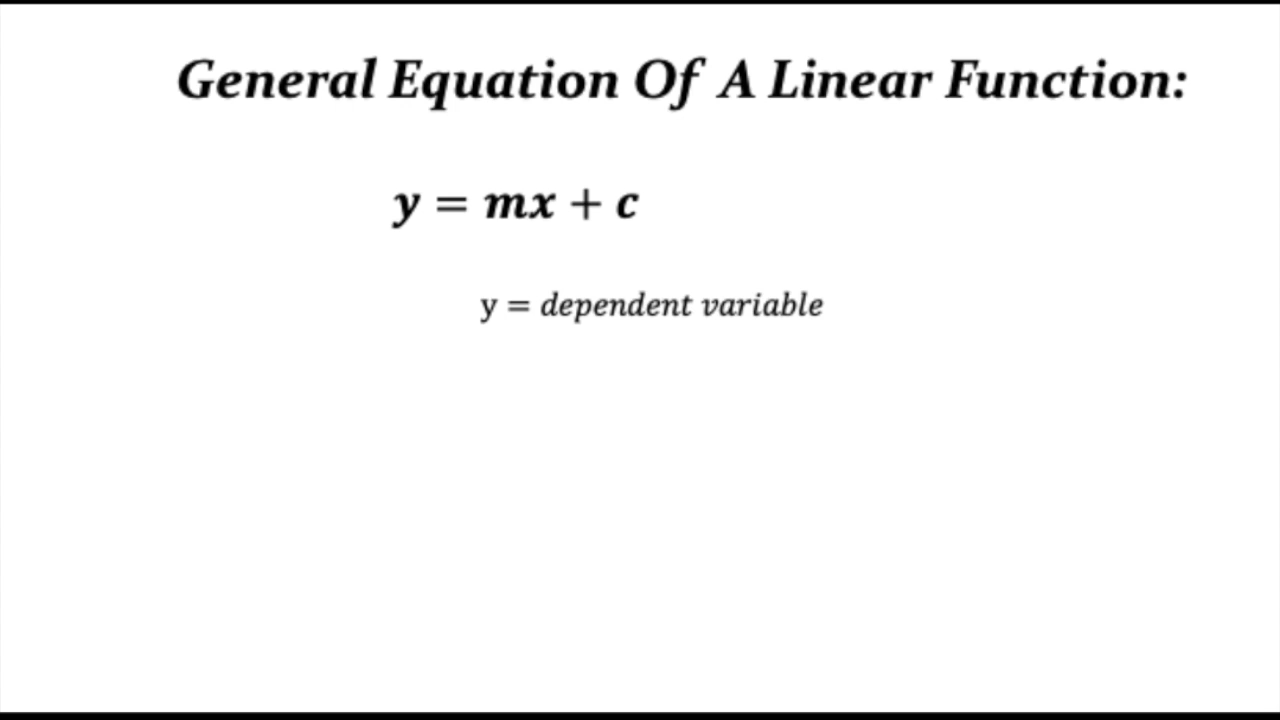 General Equation Of A Linear Function:
y = mx + c
y = dependent variable